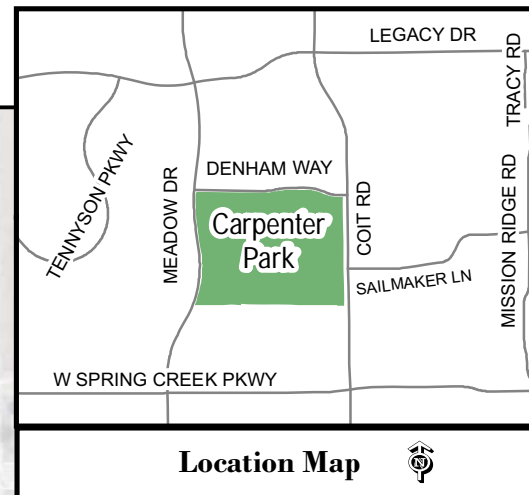 LEGACY DR
TRACY RD
DENHAM WAY
TENNYSON PKWY
MEADOW DR
Carpenter
Park
COIT RD
MISSION RIDGE RD
SAILMAKER LN
W SPRING CREEK PKWY
Location Map
N